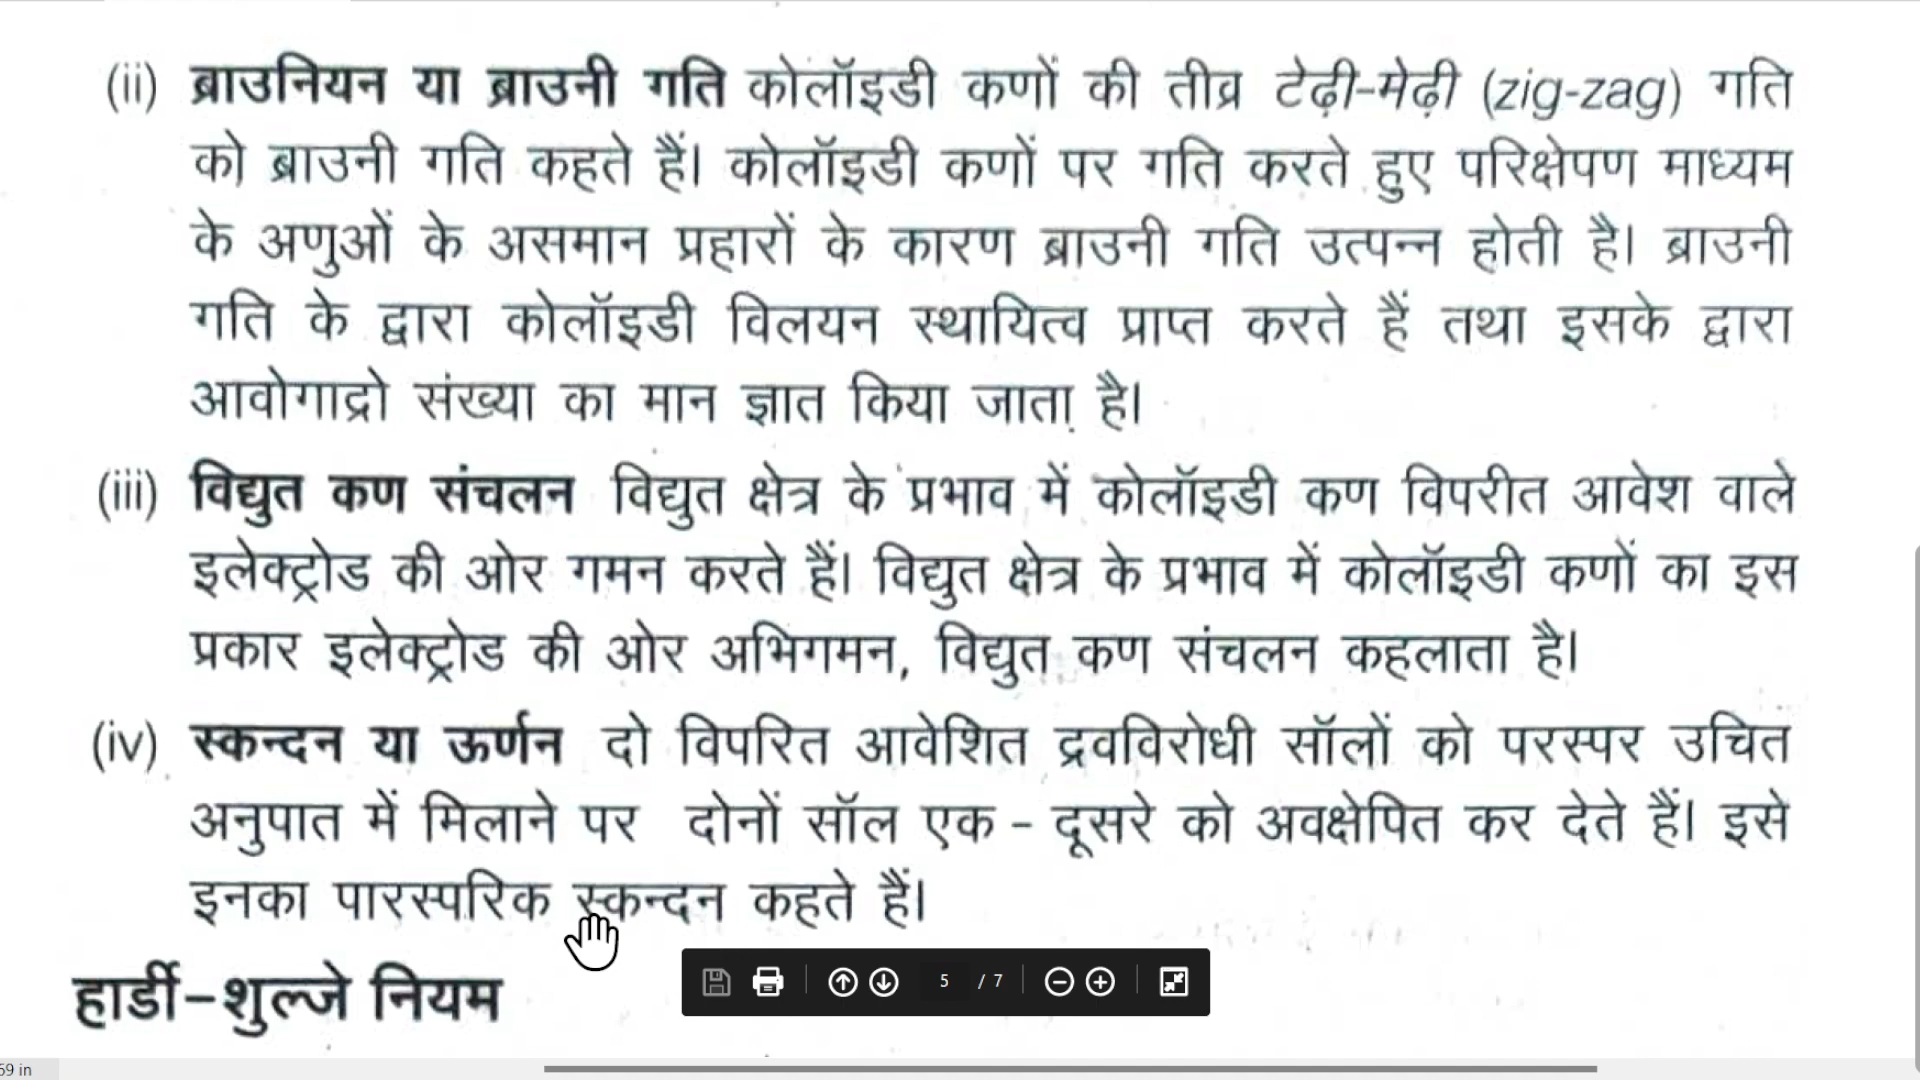 (ii) ब्राउनियन या ब्राउनी गति कोलॉइडी कणों की तीव्र टेढ़ी-मेढ़ी (zig-zag) गति
को ब्राउनी गति कहते हैं। कोलॉइडी कणों पर गति करते हुए परिक्षेपण माध्यम
के अणुओं के असमान प्रहारों के कारण ब्राउनी गति उत्पन्न होती है। ब्राउनी
गति के द्वारा कोलॉइडी विलयन स्थायित्व प्राप्त करते हैं तथा इसके द्वारा
आवोगाद्रो संख्या का मान ज्ञात किया जाता है।
(iii) विद्युत कण संचलन विद्युत क्षेत्र के प्रभाव में कोलॉइडी कण विपरीत आवेश वाले
इलेक्ट्रोड की ओर गमन करते हैं। विद्युत क्षेत्र के प्रभाव में कोलॉइडी कणों का इस
प्रकार इलेक्ट्रोड की ओर अभिगमन, विद्युत कण संचलन कहलाता है।
(iv) स्कन्दन या ऊर्णन दो विपरित आवेशित द्रवविरोधी सॉलों को परस्पर उचित
अनुपात में मिलाने पर दोनों सॉल एक - दूसरे को अवक्षेपित कर देते हैं। इसे
इनका पारस्परिक स्कन्दन कहते हैं।
हार्डी-शुल्जे नियम
5 / 7
69 in